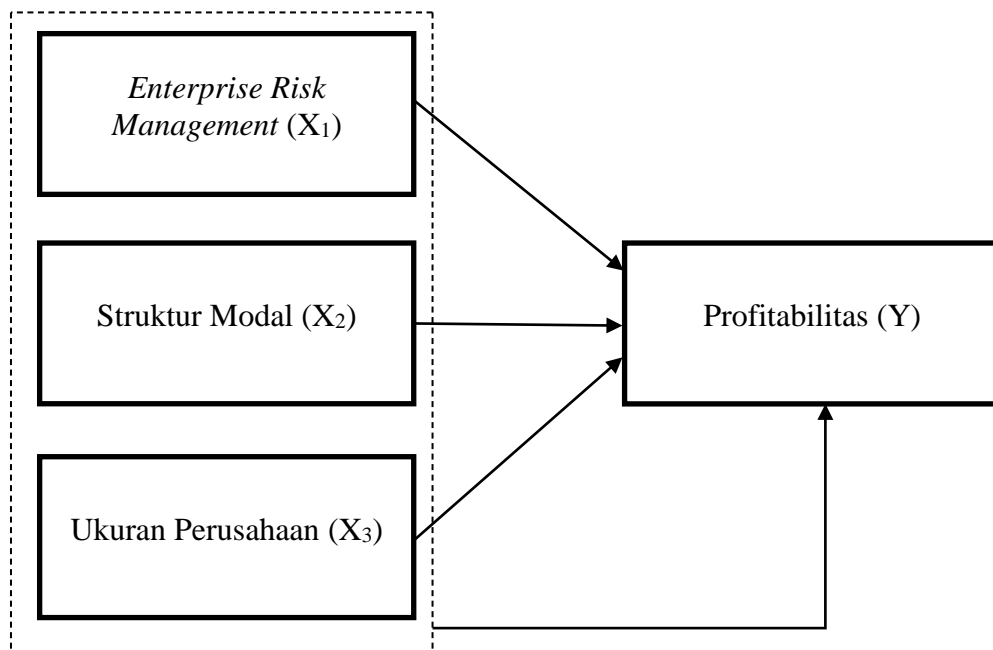 Enterprise Risk
Management (X₁)
Struktur Modal (X₂)
Profitabilitas (Y)
Ukuran Perusahaan (X₃)